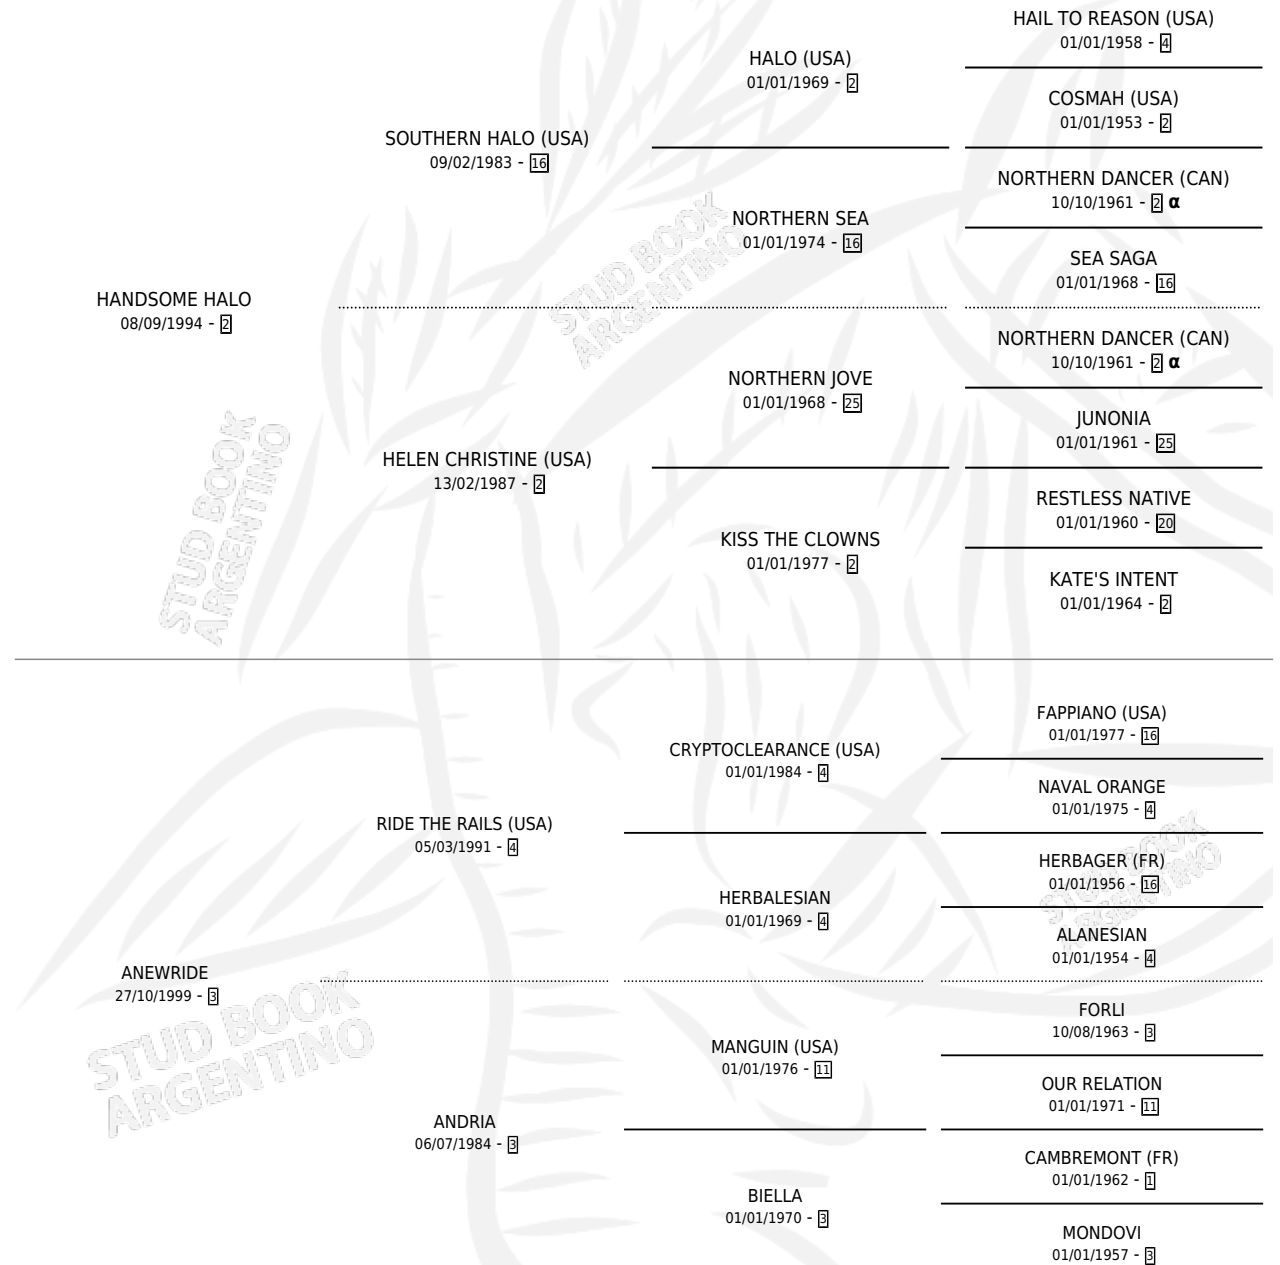 HAIL TO REASON (USA)
01/01/1958 - 4
HALO (USA)
01/01/1969 - 2
COSMAH (USA)
01/01/1953 - 2
SOUTHERN HALO (USA)
09/02/1983 - 16
NORTHERN DANCER (CAN)
10/10/1961 - 2 α
NORTHERN SEA
01/01/1974 - 16
SEA SAGA
01/01/1968 - 16
HANDSOME HALO
08/09/1994 - 2
NORTHERN DANCER (CAN)
10/10/1961 - 2 α
NORTHERN JOVE
01/01/1968 - 25
JUNONIA
01/01/1961 - 25
HELEN CHRISTINE (USA)
13/02/1987 - 2
RESTLESS NATIVE
01/01/1960 - 20
KISS THE CLOWNS
01/01/1977 - 2
KATE'S INTENT
01/01/1964 - 2
FAPPIANO (USA)
01/01/1977 - 16
CRYPTOCLEARANCE (USA)
01/01/1984 - 4
NAVAL ORANGE
01/01/1975 - 4
RIDE THE RAILS (USA)
05/03/1991 - 4
HERBAGER (FR)
01/01/1956 - 16
HERBALESIAN
01/01/1969 - 4
ALANESIAN
01/01/1954 - 4
ANEWRIDE
27/10/1999 - 3
FORLI
10/08/1963 - 3
MANGUIN (USA)
01/01/1976 - 11
OUR RELATION
01/01/1971 - 11
ANDRIA
06/07/1984 - 3
CAMBREMONT (FR)
01/01/1962 - 1
BIELLA
01/01/1970 - 3
MONDOVI
01/01/1957 - 3
STUD BOOK
ARGENTINO
STUD BOOK
ARGENTINO
STUD BOOK
ARGENTINO
STUD BOOK
ARGENTINO